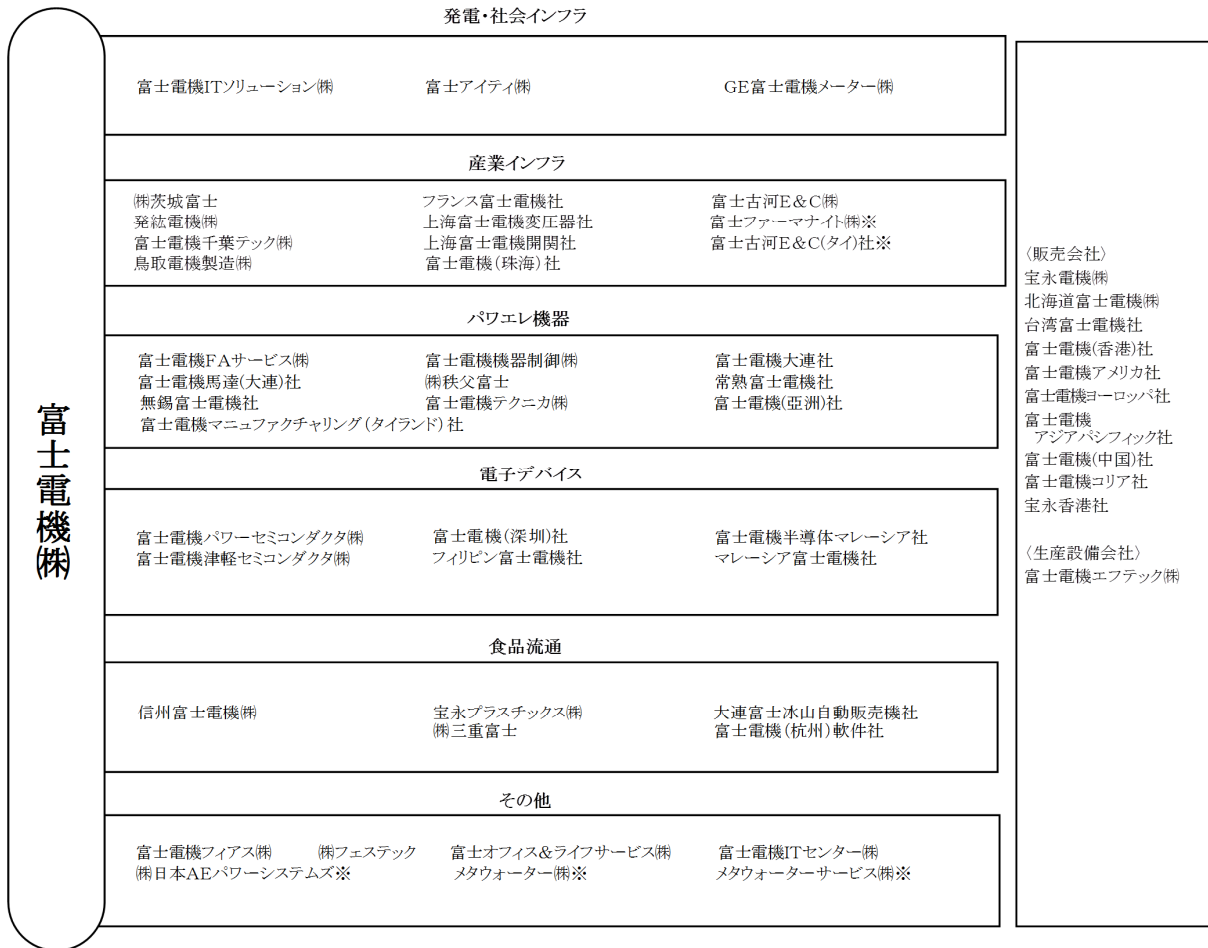 富士電機㈱
発電・社会インフラ
富士電機ITソリューション㈱ 富士アイティ㈱ GE富士電機メーター㈱
産業インフラ
㈱茨城富士 フランス富士電機社 富士古河E&C㈱
発紘電機㈱ 上海富士電機変圧器社 富士ファーマナイト㈱※
富士電機千葉テック㈱ 上海富士電機開関社 富士古河E&C(タイ)社※
鳥取電機製造㈱ 富士電機(珠海)社
パワエレ機器
富士電機FAサービス㈱ 富士電機機器制御㈱ 富士電機大連社
富士電機馬達(大連)社 ㈱秩父富士 常熟富士電機社
無錫富士電機社 富士電機テクニカ㈱ 富士電機(亞洲)社
富士電機マニュファクチャリング(タイランド)社
電子デバイス
富士電機パワーセミコンダクタ㈱ 富士電機(深圳)社 富士電機半導体マレーシア社
富士電機津軽セミコンダクタ㈱ フィリピン富士電機社 マレーシア富士電機社
食品流通
信州富士電機㈱ 宝永プラスチックス㈱ 大連富士冰山自動販売機社
㈱三重富士 富士電機(杭州)軟件社
その他
富士電機フィアス㈱ ㈱フェステック 富士オフィス&ライフサービス㈱ 富士電機ITセンター㈱
㈱日本AEパワーシステムズ※ メタウォーター㈱※ メタウォーターサービス㈱※
〈販売会社〉
宝永電機㈱
北海道富士電機㈱
台湾富士電機社
富士電機(香港)社
富士電機アメリカ社
富士電機ヨーロッパ社
富士電機
アジアパシフィック社
富士電機(中国)社
富士電機コリア社
宝永香港社
〈生産設備会社〉
富士電機エフテック㈱